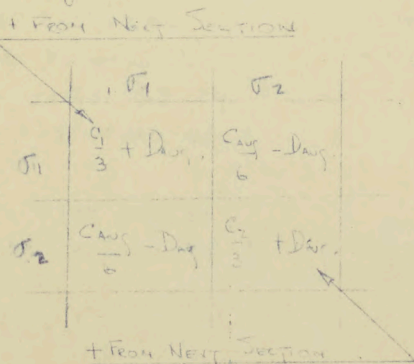 + FROM NEXT SECTION
σ1 σ2
σ1 C1/3 + DAVG. CAVG/6 - DAVG.
σ2 CAVG/6 - DAVG C2/3 + DAVG.
+ FROM NEXT SECTION